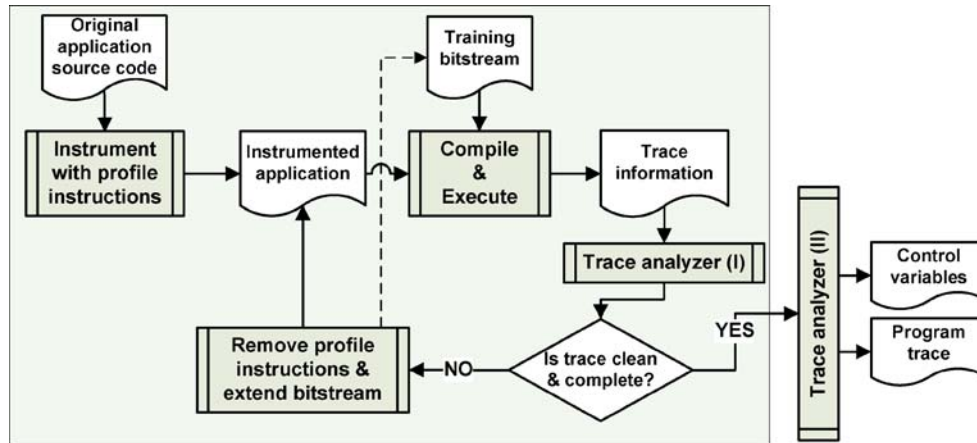 Original
application
source code
Training
bitstream
Instrument
with profile
instructions
Instrumented
application
Compile
&
Execute
Trace
information
Trace analyzer (I)
Is trace clean
& complete?
NO
YES
Remove profile
instructions &
extend bitstream
Trace analyzer (II)
Control
variables
Program
trace